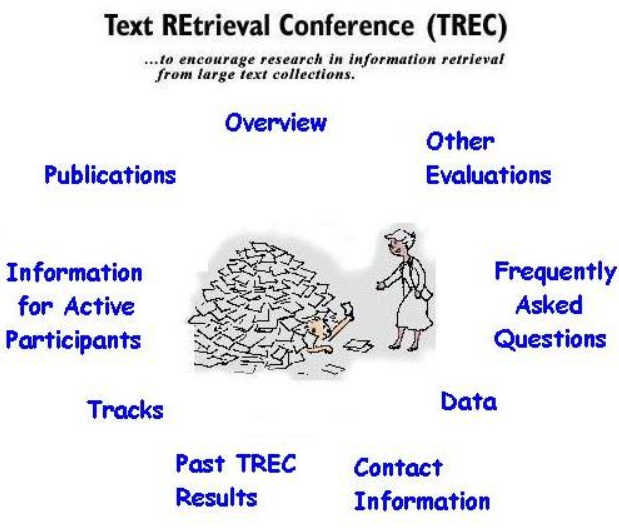 Text REtrieval Conference (TREC)
...to encourage research in information retrieval
from large text collections.
Overview
Other
Evaluations
Publications
Information
for Active
Participants
Frequently
Asked
Questions
Tracks
Data
Past TREC
Results
Contact
Information